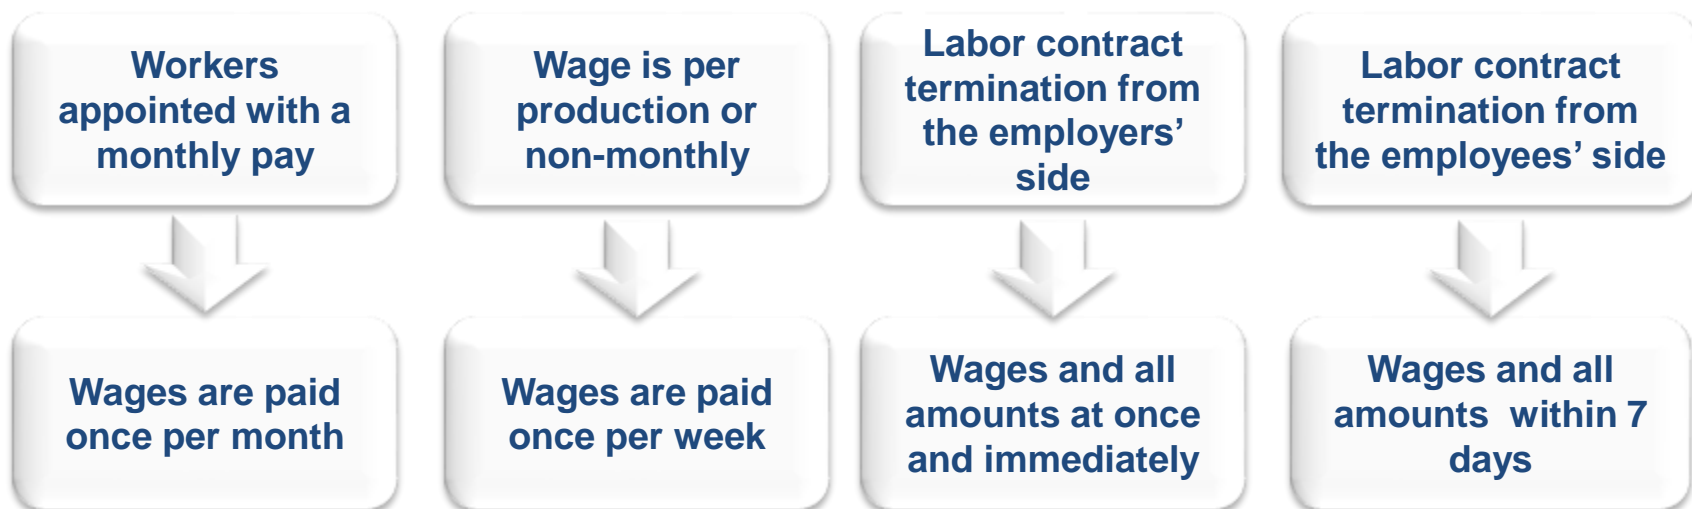 Workers
appointed with a
monthly pay
Wage is per
production or
non-monthly
Labor contract
termination from
the employers’
side
Labor contract
termination from
the employees’ side
Wages are paid
once per month
Wages are paid
once per week
Wages and all
amounts at once
and immediately
Wages and all
amounts  within 7
days